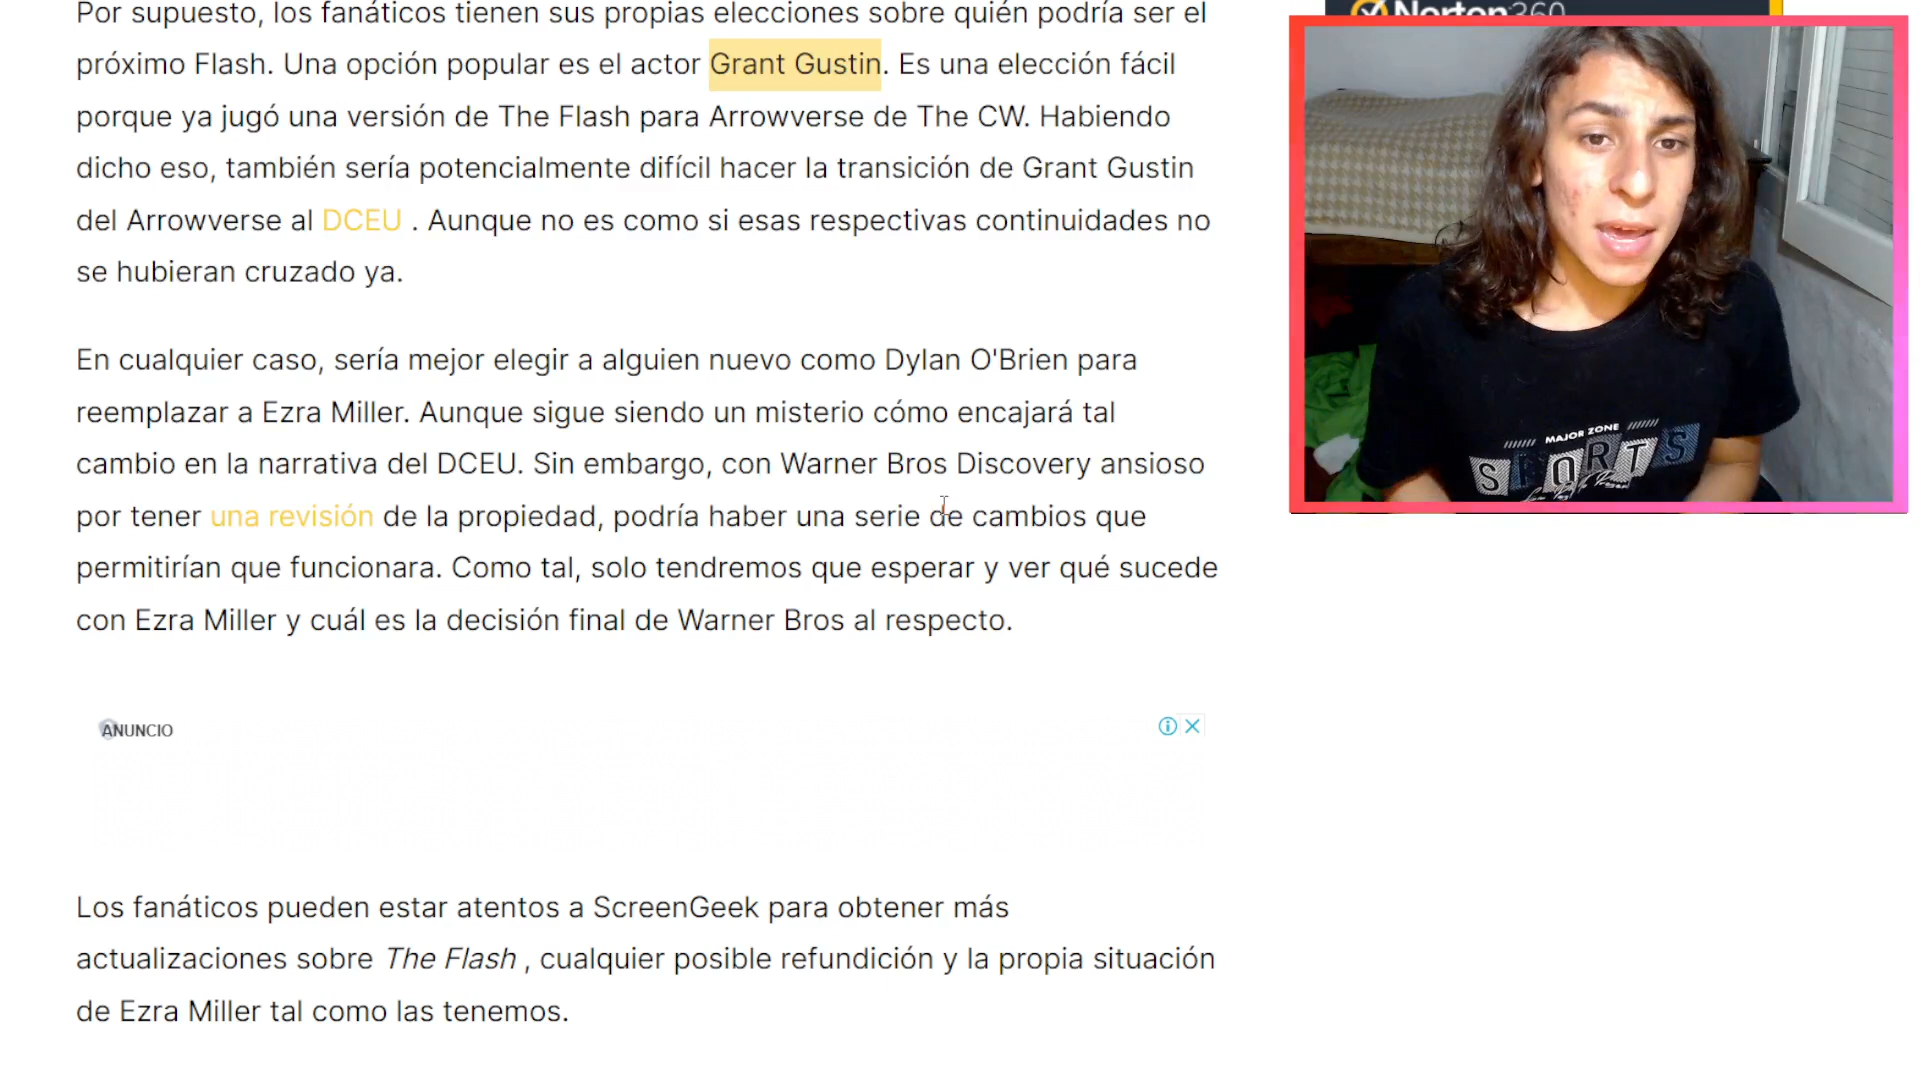 Por supuesto, los fanáticos tienen sus propias elecciones sobre quién podría ser el
próximo Flash. Una opción popular es el actor Grant Gustin. Es una elección fácil
porque ya jugó una versión de The Flash para Arrowverse de The CW. Habiendo
dicho eso, también sería potencialmente difícil hacer la transición de Grant Gustin
del Arrowverse al DCEU . Aunque no es como si esas respectivas continuidades no
se hubieran cruzado ya.
En cualquier caso, sería mejor elegir a alguien nuevo como Dylan O'Brien para
reemplazar a Ezra Miller. Aunque sigue siendo un misterio cómo encajará tal
cambio en la narrativa del DCEU. Sin embargo, con Warner Bros Discovery ansioso
por tener una revisión de la propiedad, podría haber una serie de cambios que
permitirían que funcionara. Como tal, solo tendremos que esperar y ver qué sucede
con Ezra Miller y cuál es la decisión final de Warner Bros al respecto.
ANUNCIO
Los fanáticos pueden estar atentos a ScreenGeek para obtener más
actualizaciones sobre The Flash , cualquier posible refundición y la propia situación
de Ezra Miller tal como las tenemos.
Norton360
MAJOR ZONE
SPORTS